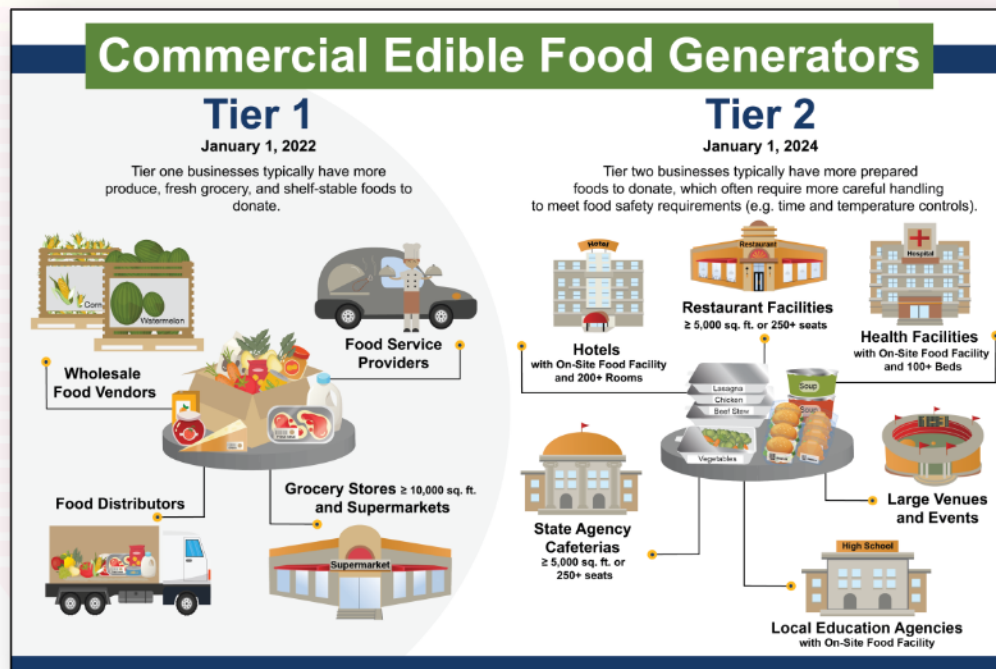 Commercial Edible Food Generators
Tier 1
January 1, 2022
Tier one businesses typically have more
produce, fresh grocery, and shelf-stable foods to
donate.
Corn
Watermelon
Wholesale
Food Vendors
Food Service
Providers
Food Distributors
Grocery Stores ≥ 10,000 sq. ft.
and Supermarkets
Supermarket
Tier 2
January 1, 2024
Tier two businesses typically have more prepared
foods to donate, which often require more careful handling
to meet food safety requirements (e.g. time and temperature controls).
Hotel
Hotels
with On-Site Food Facility
and 200+ Rooms
Restaurant
Restaurant Facilities
≥ 5,000 sq. ft. or 250+ seats
Hospital
Health Facilities
with On-Site Food Facility
and 100+ Beds
Lasagna
Chicken
Beef Stew
Vegetables
Soup
Soup
State Agency
Cafeterias
≥ 5,000 sq. ft. or
250+ seats
Large Venues
and Events
High School
Local Education Agencies
with On-Site Food Facility